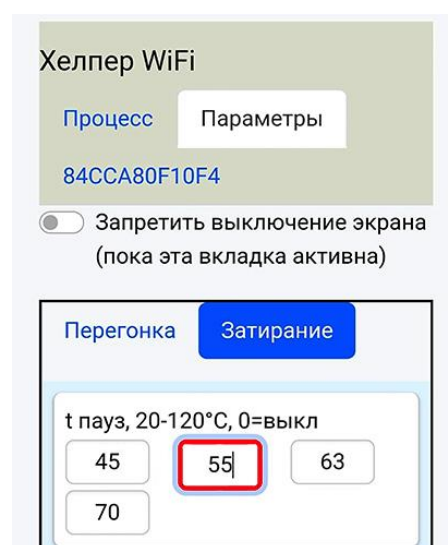 Хелпер WiFi
Процесс Параметры
84CCA80F10F4
Запретить выключение экрана
(пока эта вкладка активна)
Перегонка Затирание
t пауз, 20-120°C, 0=выкл
45 55 63
70